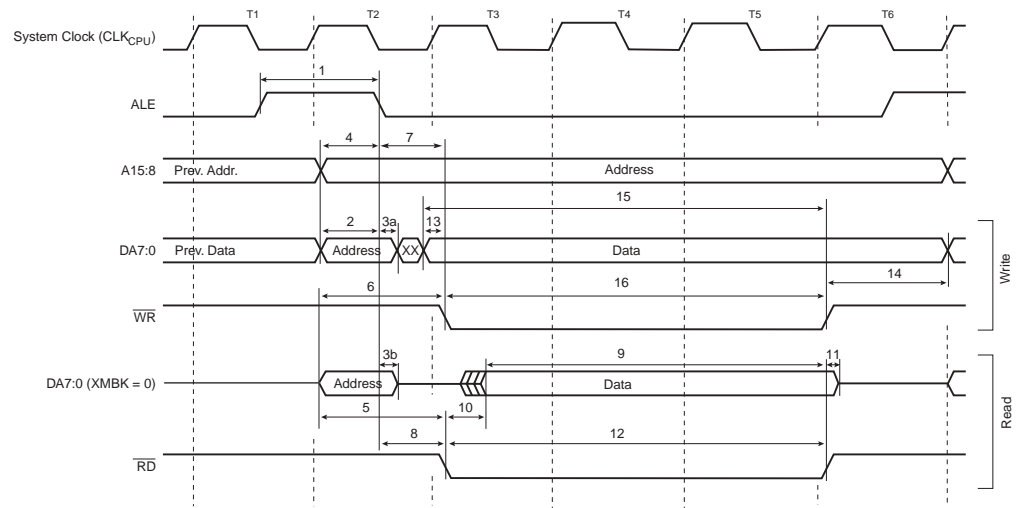 T1 T2 T3 T4 T5 T6
System Clock (CLKCPU)
1
ALE
4 7
A15:8 Prev. Addr. Address
15
2 3a 13
DA7:0 Prev. Data Address XX Data
14
6 16
WR
Write
3b 9 11
DA7:0 (XMBK = 0) Address Data
5 10
Read
8 12
RD